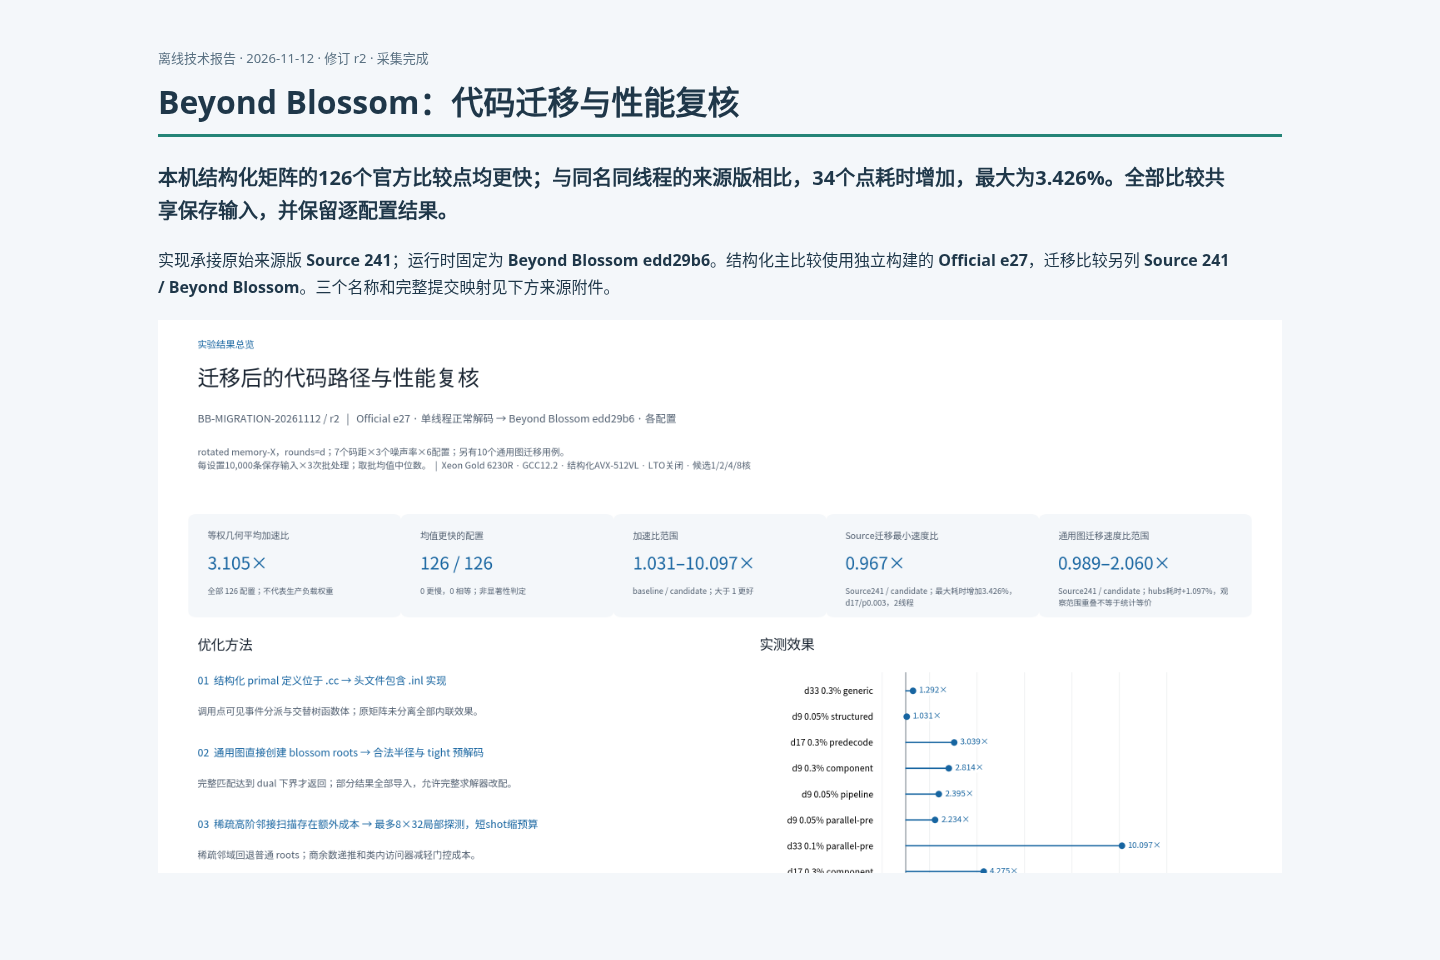 离线技术报告 · 2026-11-12 · 修订 r2 · 采集完成
Beyond Blossom：代码迁移与性能复核
本机结构化矩阵的126个官方比较点均更快；与同名同线程的来源版相比，34个点耗时增加，最大为3.426%。全部比较共
享保存输入，并保留逐配置结果。
实现承接原始来源版 Source 241；运行时固定为 Beyond Blossom edd29b6。结构化主比较使用独立构建的 Official e27，迁移比较另列 Source 241
/ Beyond Blossom。三个名称和完整提交映射见下方来源附件。
实验结果总览
迁移后的代码路径与性能复核
BB-MIGRATION-20261112 / r2 | Official e27 · 单线程正常解码 → Beyond Blossom edd29b6 · 各配置
rotated memory-X，rounds=d；7个码距×3个噪声率×6配置；另有10个通用图迁移用例。
每设置10,000条保存输入×3次批处理；取批均值中位数。 | Xeon Gold 6230R · GCC12.2 · 结构化AVX-512VL · LTO关闭 · 候选1/2/4/8核
等权几何平均加速比
3.105×
全部 126 配置；不代表生产负载权重
均值更快的配置
126 / 126
0 更慢，0 相等；非显著性判定
加速比范围
1.031–10.097×
baseline / candidate；大于 1 更好
Source迁移最小速度比
0.967×
Source241 / candidate；最大耗时增加3.426%，
d17/p0.003，2线程
通用图迁移速度比范围
0.989–2.060×
Source241 / candidate；hubs耗时+1.097%，观
察范围重叠不等于统计等价
优化方法
01 结构化 primal 定义位于 .cc → 头文件包含 .inl 实现
调用点可见事件分派与交替树函数体；原矩阵未分离全部内联效果。
02 通用图直接创建 blossom roots → 合法半径与 tight 预解码
完整匹配达到 dual 下界才返回；部分结果全部导入，允许完整求解器改配。
03 稀疏高阶邻接扫描存在额外成本 → 最多8×32局部探测，短shot缩预算
稀疏邻域回退普通 roots；商余数递推和类内访问器减轻门控成本。
实测效果
d33 0.3% generic 1.292×
d9 0.05% structured 1.031×
d17 0.3% predecode 3.039×
d9 0.3% component 2.814×
d9 0.05% pipeline 2.395×
d9 0.05% parallel-pre 2.234×
d33 0.1% parallel-pre 10.097×
d17 0.3% component 4.275×